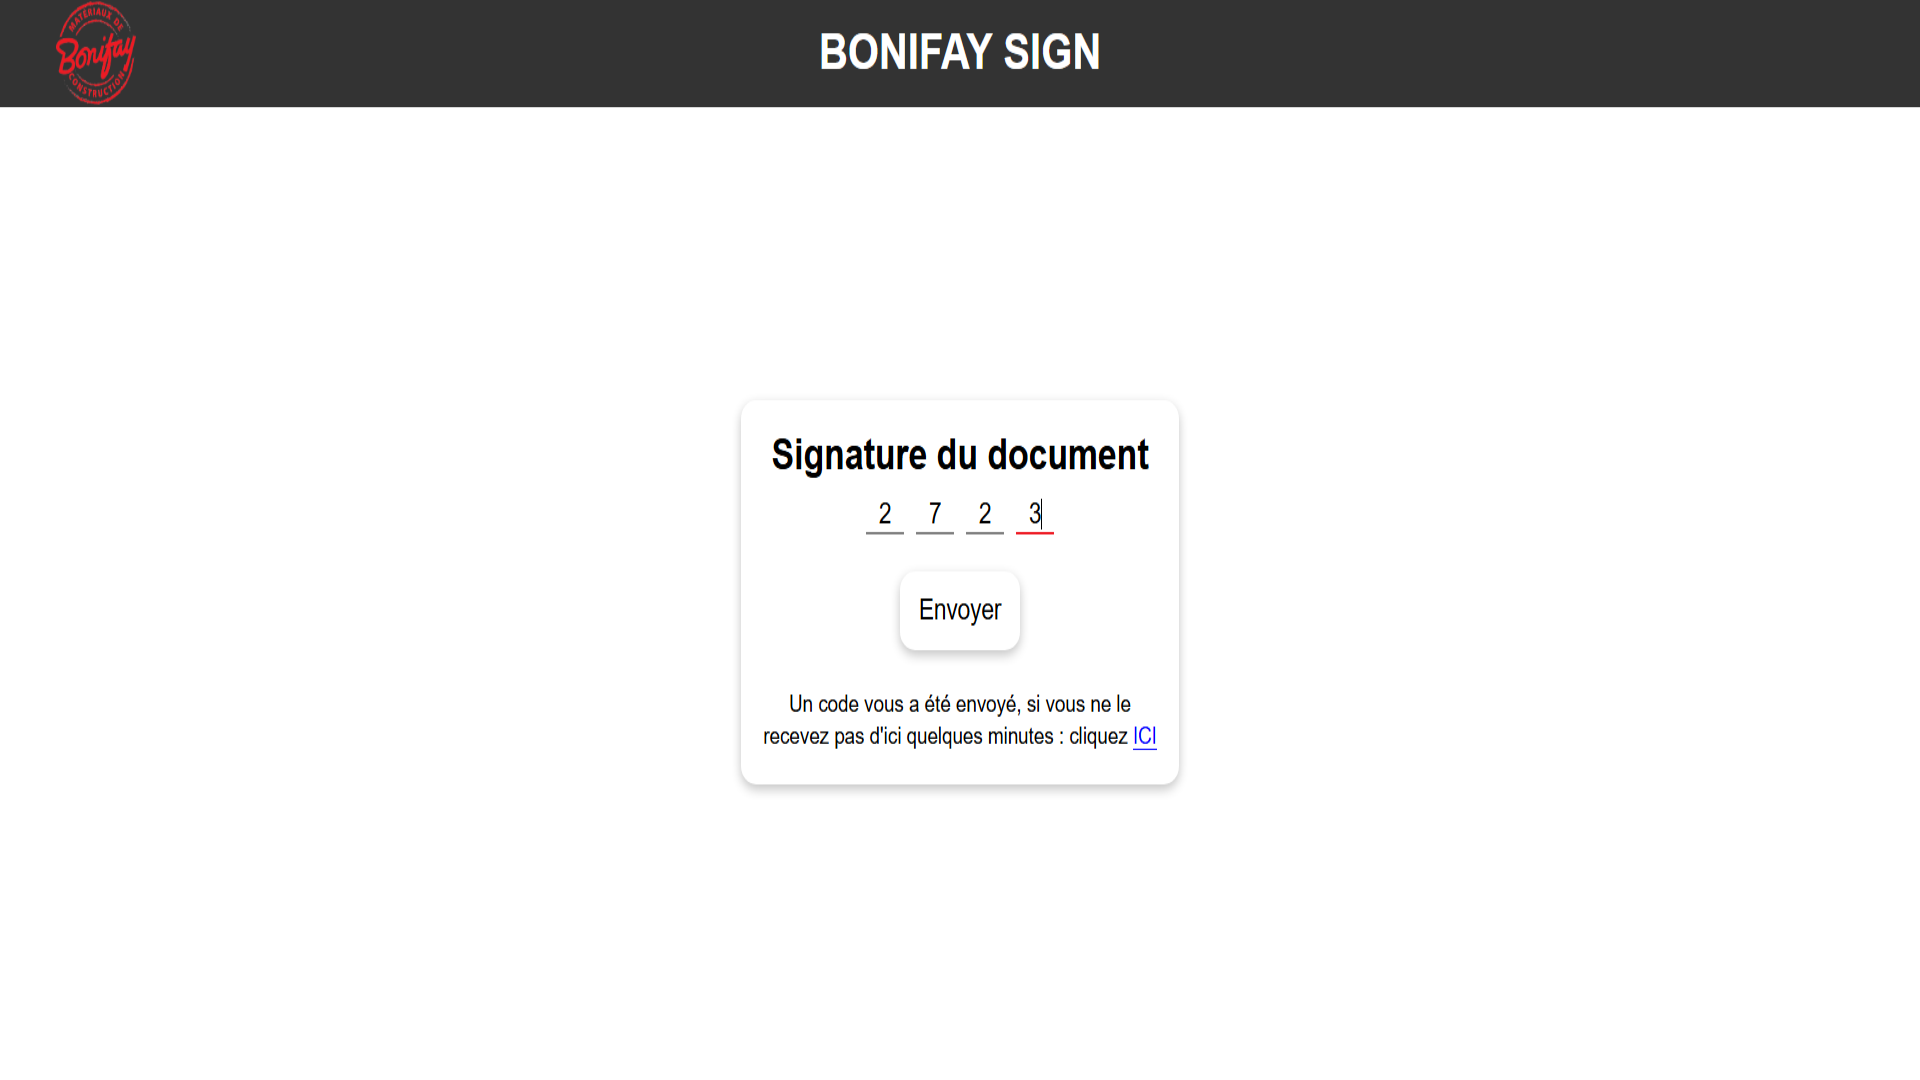 MATÉRIAUX DE
Bonifay
CONSTRUCTION
BONIFAY SIGN
Signature du document
2 7 2 3
Envoyer
Un code vous a été envoyé, si vous ne le
recevez pas d'ici quelques minutes : cliquez ICI